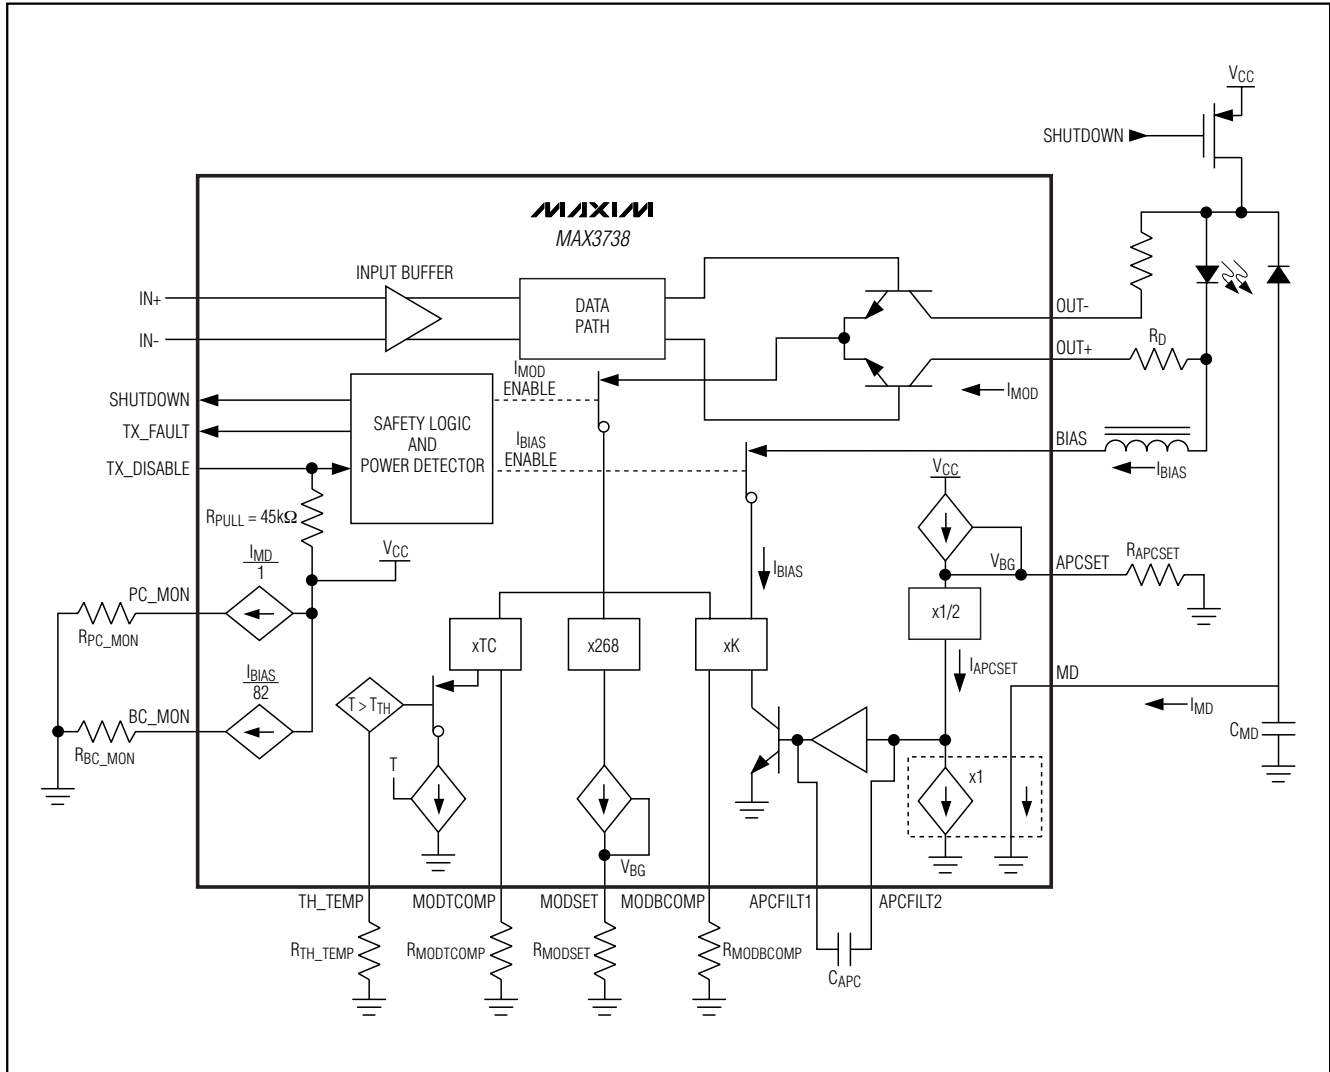 VCC
SHUTDOWN
MAXIM
MAX3738
INPUT BUFFER
IN+
IN-
DATA
PATH
OUT-
OUT+
RD
IMOD
ENABLE
IMOD
SHUTDOWN
TX_FAULT
TX_DISABLE
SAFETY LOGIC
AND
POWER DETECTOR
IBIAS
ENABLE
BIAS
IBIAS
VCC
RPULL = 45kΩ
VCC
IBIAS
VBG
APCSET
RAPCSET
IMD
1
PC_MON
RPC_MON
x1/2
xTC
x268
xK
IAPCSET
MD
IMD
IBIAS
82
BC_MON
RBC_MON
T > TTH
CMD
T
x1
VBG
TH_TEMP
MODTCOMP
MODSET
MODBCOMP
APCFILT1
APCFILT2
RTH_TEMP
RMODTCOMP
RMODSET
RMODBCOMP
CAPC